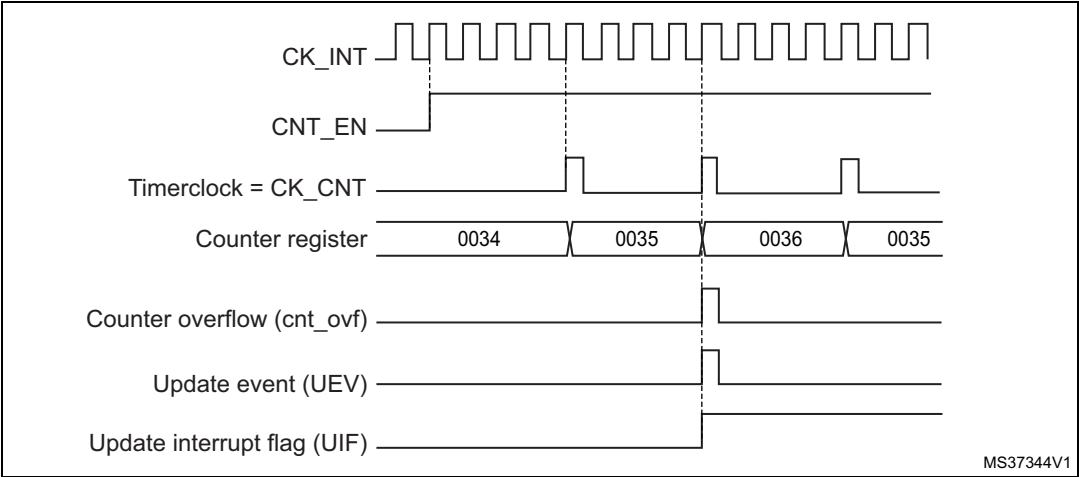 CK_INT
CNT_EN
Timerclock = CK_CNT
Counter register 0034 0035 0036 0035
Counter overflow (cnt_ovf)
Update event (UEV)
Update interrupt flag (UIF)
MS37344V1